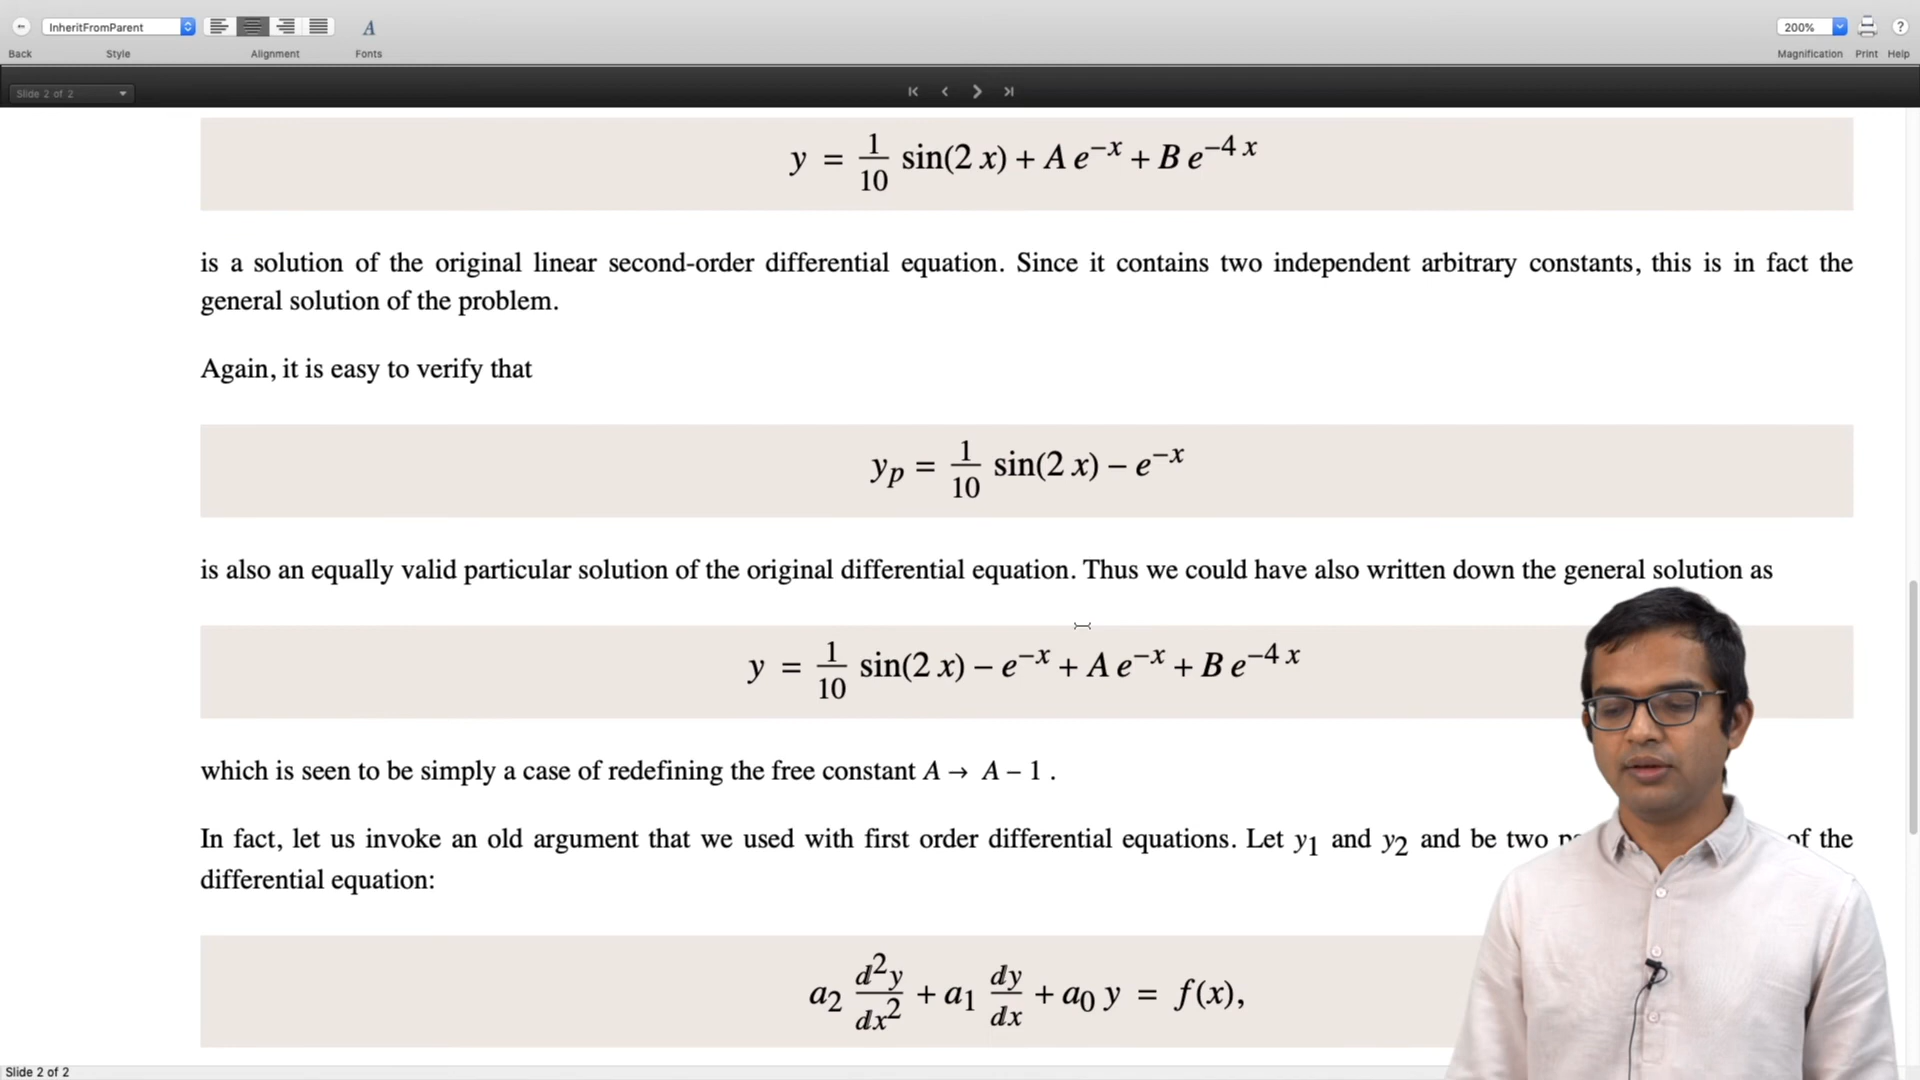 InheritFromParent
200%
Back
Style
Alignment
Fonts
Magnification
Print
Help
Slide 2 of 2
y = 1/10 sin(2 x) + A e^{-x} + B e^{-4 x}
is a solution of the original linear second-order differential equation. Since it contains two independent arbitrary constants, this is in fact the
general solution of the problem.
Again, it is easy to verify that
y_p = 1/10 sin(2 x) – e^{-x}
is also an equally valid particular solution of the original differential equation. Thus we could have also written down the general solution as
y = 1/10 sin(2 x) – e^{-x} + A e^{-x} + B e^{-4 x}
which is seen to be simply a case of redefining the free constant A → A – 1 .
In fact, let us invoke an old argument that we used with first order differential equations. Let y_1 and y_2 and be two of the
differential equation:
a_2 d^2y/dx^2 + a_1 dy/dx + a_0 y = f(x),
Slide 2 of 2